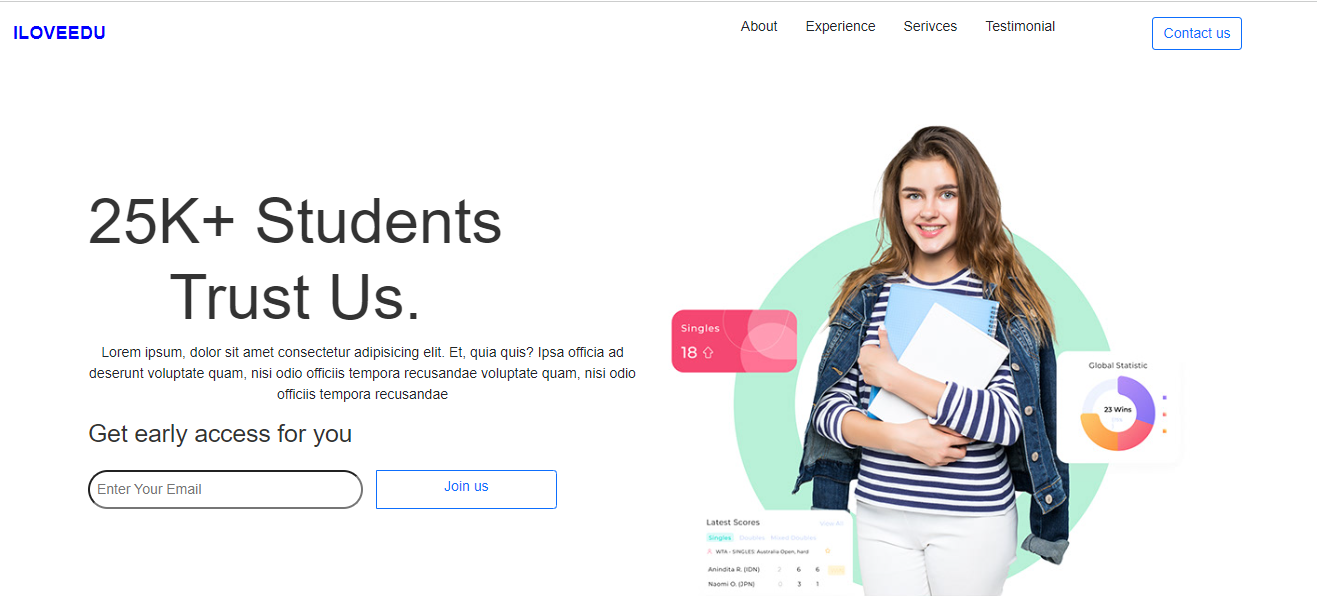 ILOVEEDU
About Experience Serivces Testimonial
Contact us
25K+ Students
Trust Us.
Lorem ipsum, dolor sit amet consectetur adipisicing elit. Et, quia quis? Ipsa officia ad
deserunt voluptate quam, nisi odio officiis tempora recusandae voluptate quam, nisi odio
officiis tempora recusandae
Get early access for you
Enter Your Email
Join us
Singles
18
Global Statistic
23 Wins
Latest Scores
View All
Singles Doubles Mixed Doubles
WTA - SINGLES: Australia Open, hard
Anindita R. (IDN) 2 6 6
Naomi O. (JPN) 0 3 1